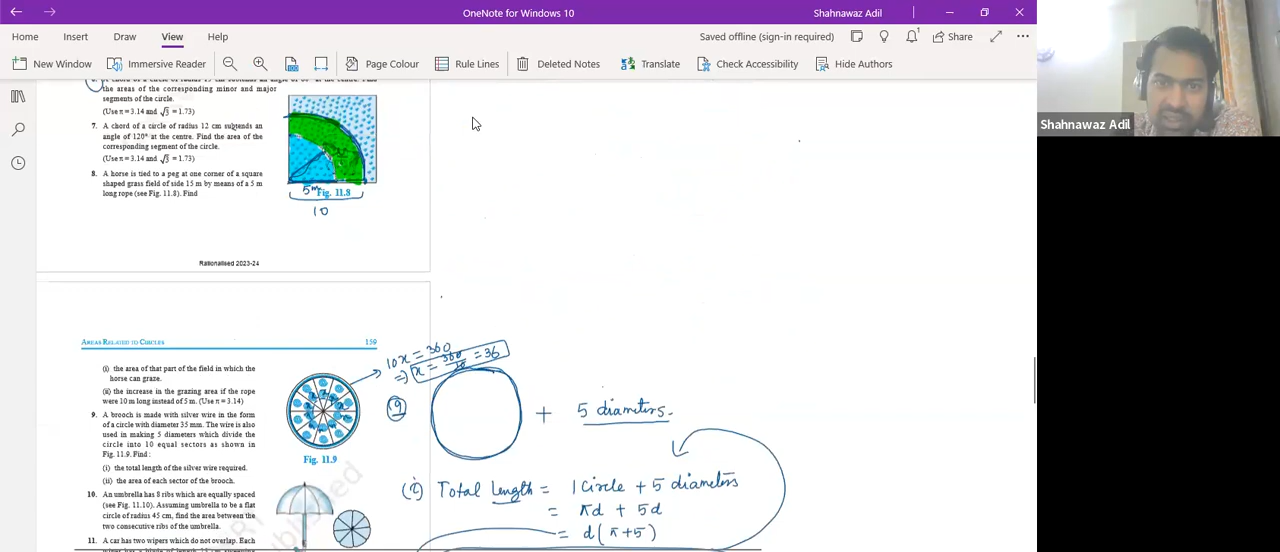 OneNote for Windows 10
Shahnawaz Adil
Home Insert Draw View Help
Saved offline (sign-in required) Share
New Window Immersive Reader Page Colour Rule Lines Deleted Notes Translate Check Accessibility Hide Authors
Shahnawaz Adil
the areas of the corresponding minor and major
segments of the circle.
(Use π = 3.14 and √3 = 1.73)
7. A chord of a circle of radius 12 cm subtends an
angle of 120° at the centre. Find the area of the
corresponding segment of the circle.
(Use π = 3.14 and √3 = 1.73)
8. A horse is tied to a peg at one corner of a square
shaped grass field of side 15 m by means of a 5 m
long rope (see Fig. 11.8). Find
5m
Fig. 11.8
10
Rationalised 2023-24
AREAS RELATED TO CIRCLES 159
(i) the area of that part of the field in which the
horse can graze.
(ii) the increase in the grazing area if the rope
were 10 m long instead of 5 m. (Use π = 3.14)
9. A brooch is made with silver wire in the form
of a circle with diameter 35 mm. The wire is also
used in making 5 diameters which divide the
circle into 10 equal sectors as shown in
Fig. 11.9. Find :
(i) the total length of the silver wire required.
(ii) the area of each sector of the brooch.
Fig. 11.9
10. An umbrella has 8 ribs which are equally spaced
(see Fig. 11.10). Assuming umbrella to be a flat
circle of radius 45 cm, find the area between the
two consecutive ribs of the umbrella.
11. A car has two wipers which do not overlap. Each
10x = 360
⇒ x = 360/10 = 36
9
+ 5 diameters.
(i) Total length = 1 Circle + 5 diameters
= πd + 5d
= d(π+5)